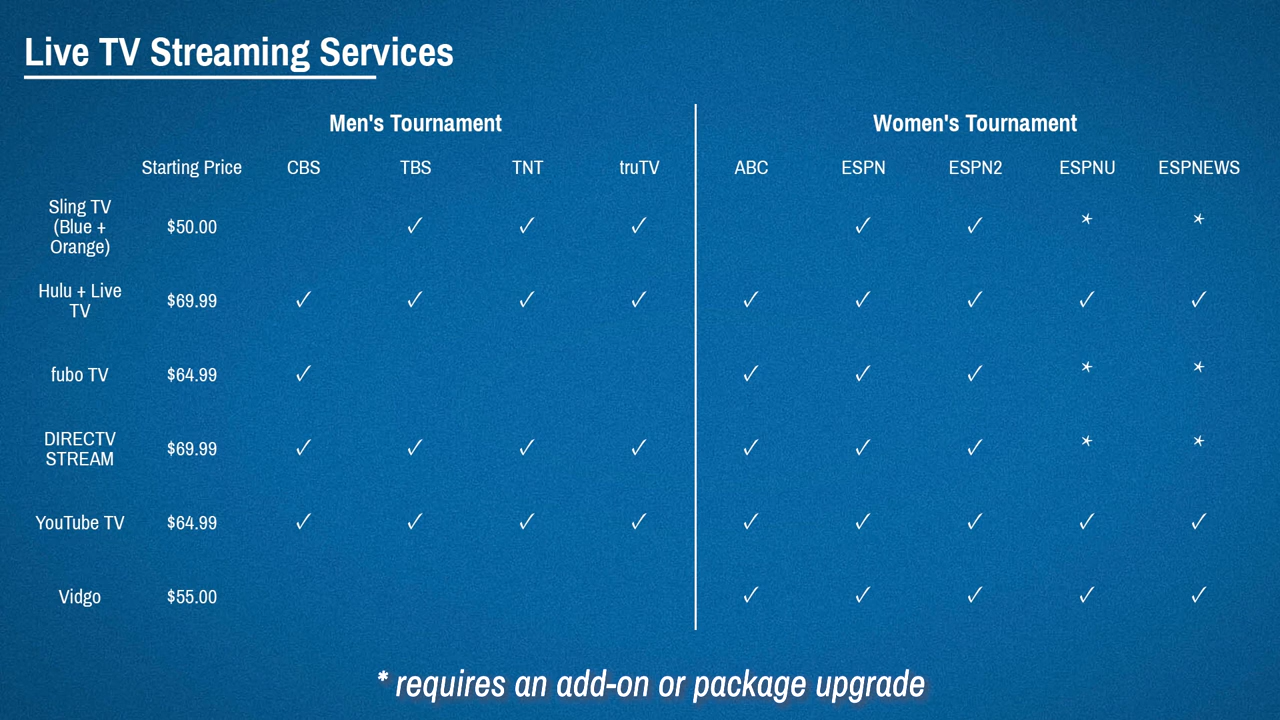 Live TV Streaming Services
Men's Tournament
Women's Tournament
Starting Price CBS TBS TNT truTV ABC ESPN ESPN2 ESPNU ESPNEWS
Sling TV
(Blue +
Orange)
$50.00 ✓ ✓ ✓ ✓ ✓ * *
Hulu + Live
TV
$69.99 ✓ ✓ ✓ ✓ ✓ ✓ ✓ ✓ ✓
fubo TV $64.99 ✓ ✓ ✓ ✓ * *
DIRECTV
STREAM
$69.99 ✓ ✓ ✓ ✓ ✓ ✓ ✓ * *
YouTube TV $64.99 ✓ ✓ ✓ ✓ ✓ ✓ ✓ ✓ ✓
Vidgo $55.00 ✓ ✓ ✓ ✓ ✓
* requires an add-on or package upgrade